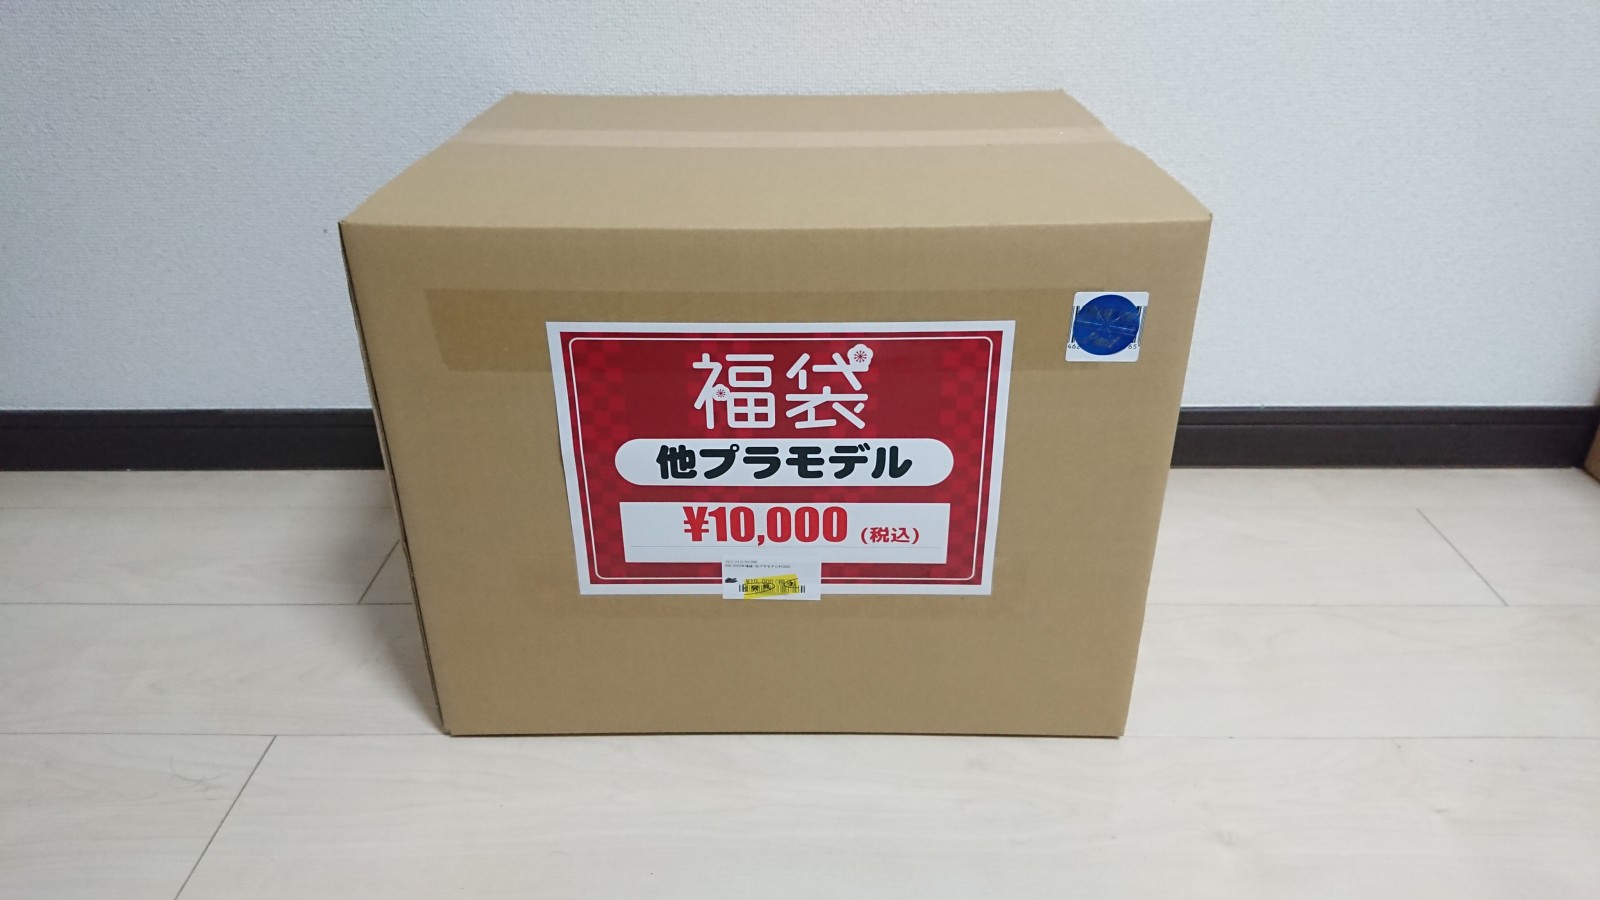 福袋
他プラモデル
¥10,000 (税込)